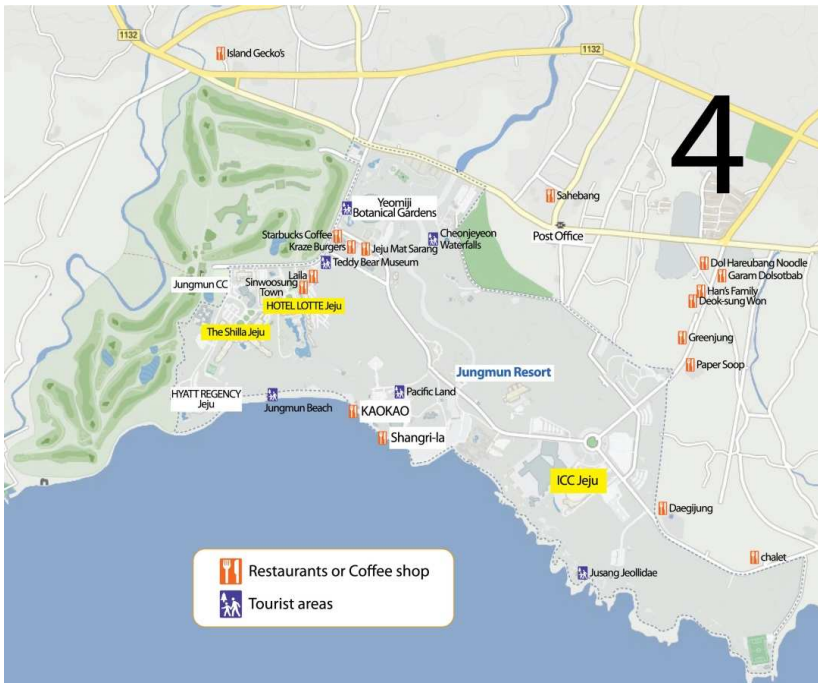 1132
Island Gecko's
1132
4
Sahebang
Yeomiji
Botanical Gardens
Starbucks Coffee
Kraze Burgers
Jeju Mat Sarang
Cheonjeyeon
Waterfalls
Post Office
Teddy Bear Museum
Dol Hareubang Noodle
Garam Dolsotbab
Laila
Sinwoosung
Town
Jungmun CC
Han's Family
Deok-sung Won
HOTEL LOTTE Jeju
The Shilla Jeju
Greenjung
Paper Soop
Jungmun Resort
HYATT REGENCY
Jeju
Jungmun Beach
Pacific Land
KAOKAO
Shangri-la
ICC Jeju
Daegijung
chalet
Jusang Jeollidae
Restaurants or Coffee shop
Tourist areas